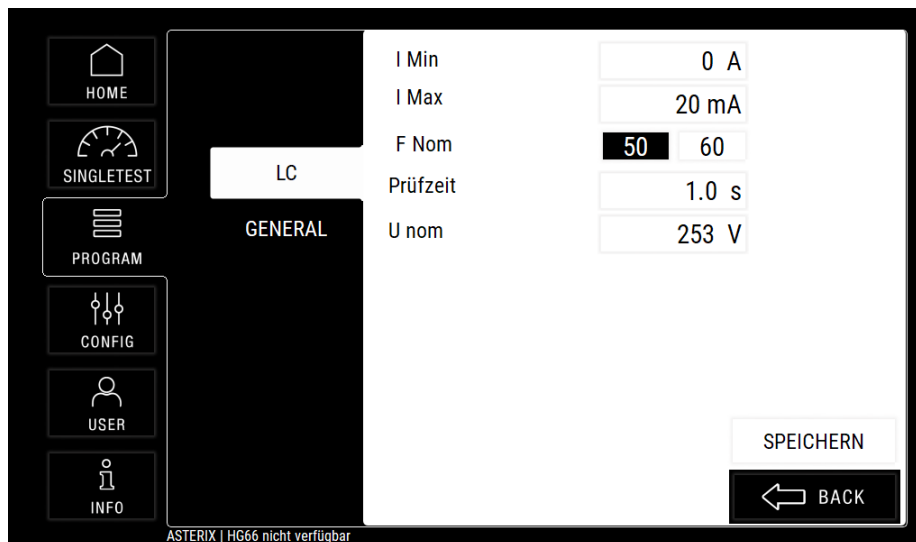 HOME
SINGLETEST
PROGRAM
CONFIG
USER
INFO
LC
GENERAL
I Min 0 A
I Max 20 mA
F Nom 50 60
Prüfzeit 1.0 s
U nom 253 V
SPEICHERN
BACK
ASTERIX | HG66 nicht verfügbar